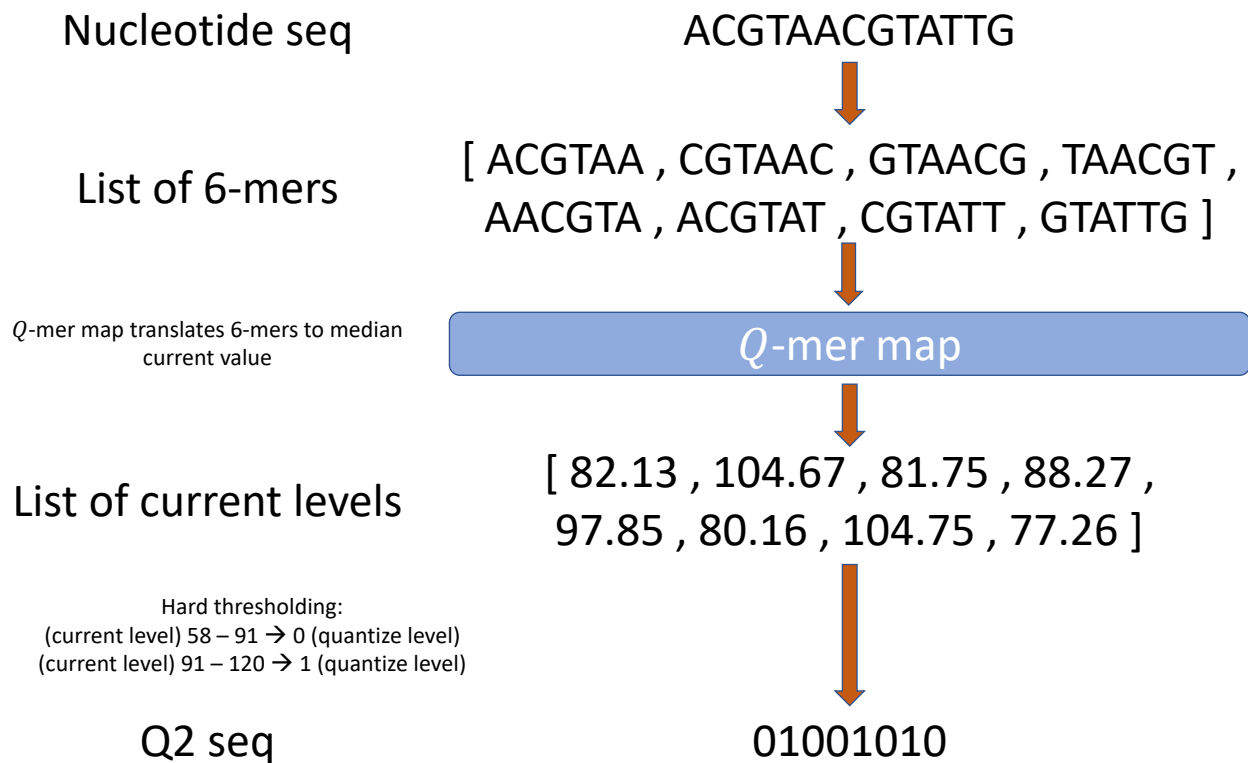 Nucleotide seq
ACGTAACGTATTG
List of 6-mers
[ ACGTAA , CGTAAC , GTAACG , TAACGT ,
AACGTA , ACGTAT , CGTATT , GTATTG ]
Q-mer map translates 6-mers to median
current value
Q-mer map
List of current levels
[ 82.13 , 104.67 , 81.75 , 88.27 ,
97.85 , 80.16 , 104.75 , 77.26 ]
Hard thresholding:
(current level) 58 – 91 → 0 (quantize level)
(current level) 91 – 120 → 1 (quantize level)
Q2 seq
01001010